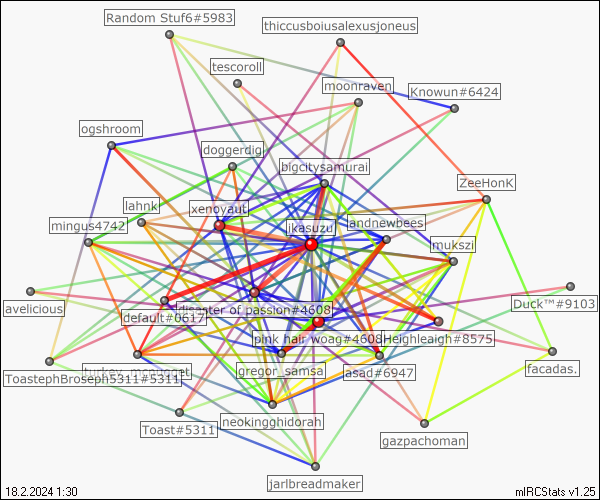 Random Stuf6#5983
thiccusboiusalexusjoneus
tescoroll
moonraven
Knowun#6424
ogshroom
doggerdig
bigcitysamurai
ZeeHonK
lahnk
xenoyaut
mingus4742
jkasuzu
andnewbees
mukszi
avelicious
default#0617
disaster of passion#4608
Duck™#9103
pink hair woag#4608
Heighleaigh#8575
turkey_mcnugget
ToastephBroseph5311#5311
gregor_samsa
asad#6947
facadas.
Toast#5311
neokingghidorah
gazpachoman
jarlbreadmaker
18.2.2024 1:30
mIRCStats v1.25